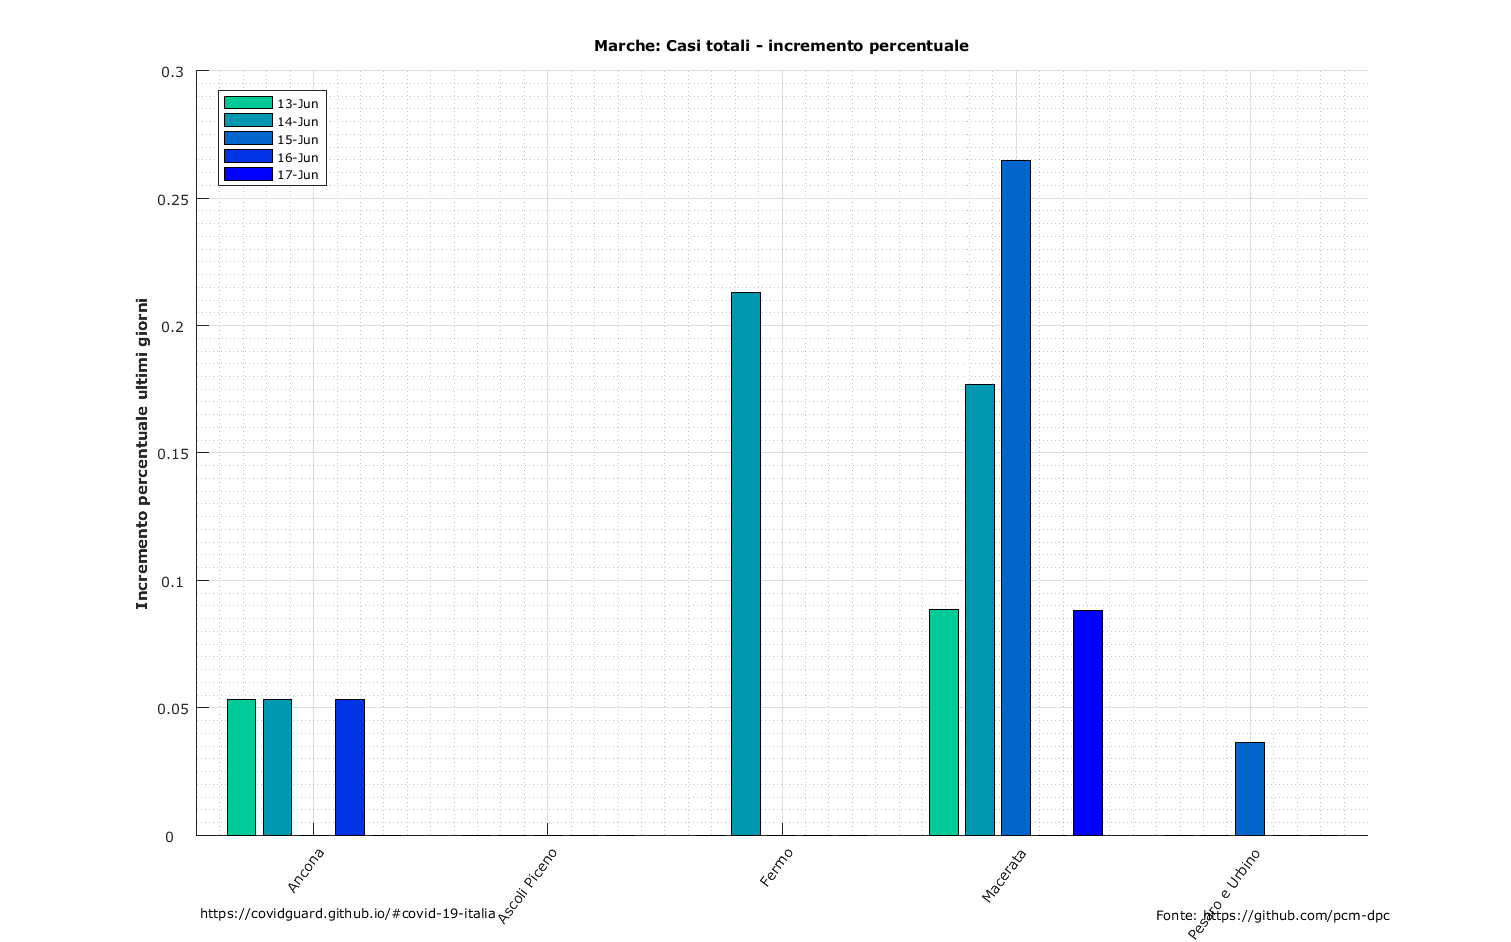 Marche: Casi totali - incremento percentuale
0.3
0.25
0.2
0.15
0.1
0.05
0
Incremento percentuale ultimi giorni
13-Jun
14-Jun
15-Jun
16-Jun
17-Jun
Ancona
Ascoli Piceno
Fermo
Macerata
Pesaro e Urbino
https://covidguard.github.io/#covid-19-italia
Fonte: https://github.com/pcm-dpc